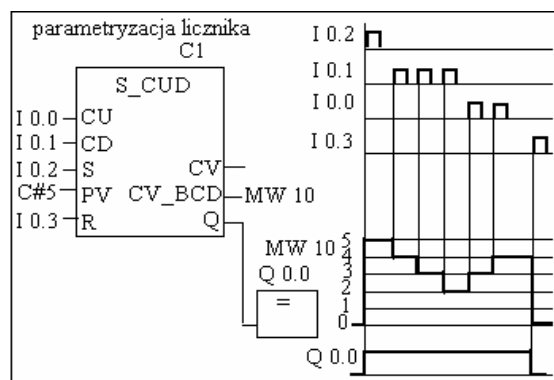 parametryzacja licznika
C1
S_CUD
I 0.0 CU
I 0.1 CD
I 0.2 S
C#5 PV
I 0.3 R
CV
CV_BCD MW 10
Q
Q 0.0
=
I 0.2
I 0.1
I 0.0
I 0.3
MW 10
5
4
3
2
1
0
Q 0.0